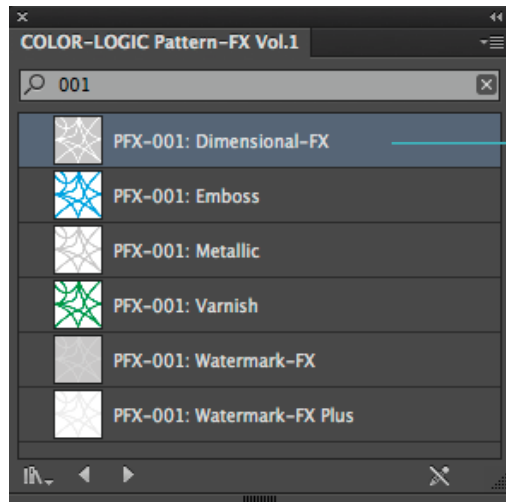 COLOR-LOGIC Pattern-FX Vol.1
001
PFX-001: Dimensional-FX
PFX-001: Emboss
PFX-001: Metallic
PFX-001: Varnish
PFX-001: Watermark-FX
PFX-001: Watermark-FX Plus